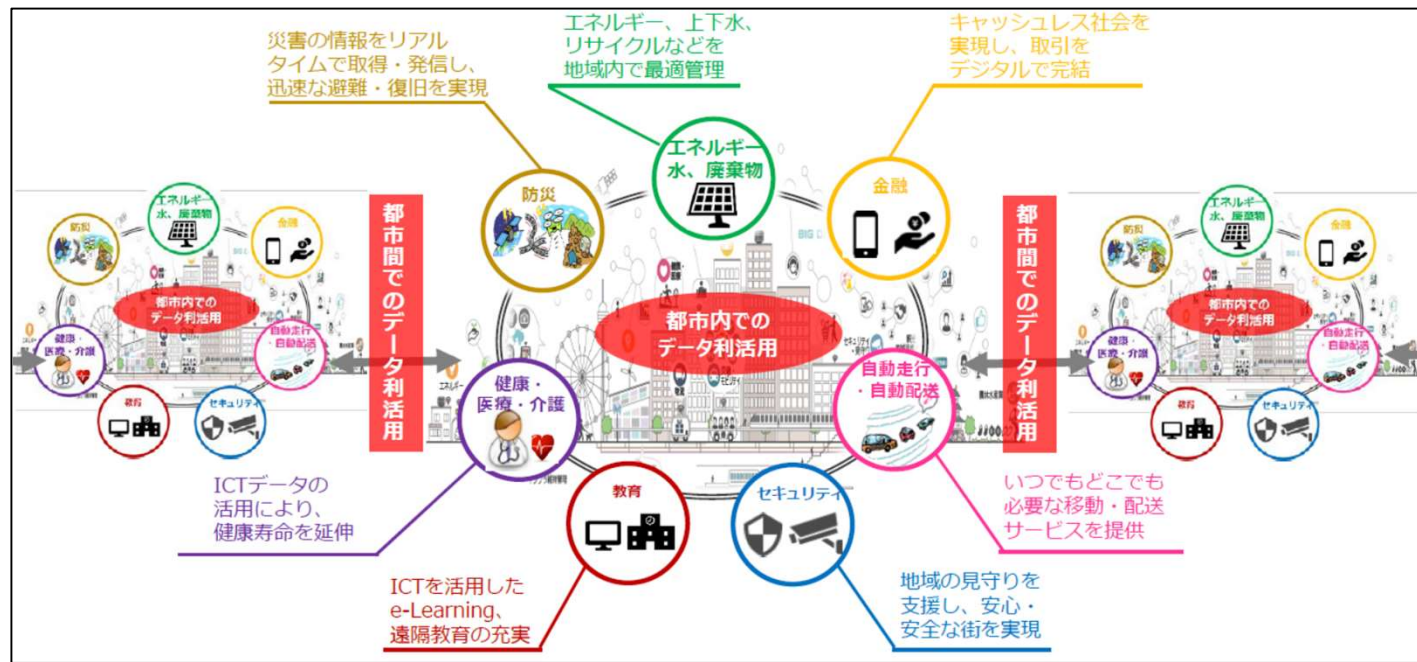 災害の情報をリアル
タイムで取得・発信し、
迅速な避難・復旧を実現
エネルギー、上下水、
リサイクルなどを
地域内で最適管理
キャッシュレス社会を
実現し、取引を
デジタルで完結
エネルギー
水、廃棄物
防災
金融
都市内での
データ利活用
健康・
医療・介護
自動走行
・自動配送
教育
セキュリティ
都市間でのデータ利活用
エネルギー
水、廃棄物
防災
金融
都市内での
データ利活用
健康・
医療・介護
自動走行
・自動配送
教育
セキュリティ
都市間でのデータ利活用
エネルギー
水、廃棄物
防災
金融
都市内での
データ利活用
健康・
医療・介護
自動走行
・自動配送
教育
セキュリティ
ICTデータの
活用により、
健康寿命を延伸
いつでもどこでも
必要な移動・配送
サービスを提供
ICTを活用した
e-Learning、
遠隔教育の充実
地域の見守りを
支援し、安心・
安全な街を実現